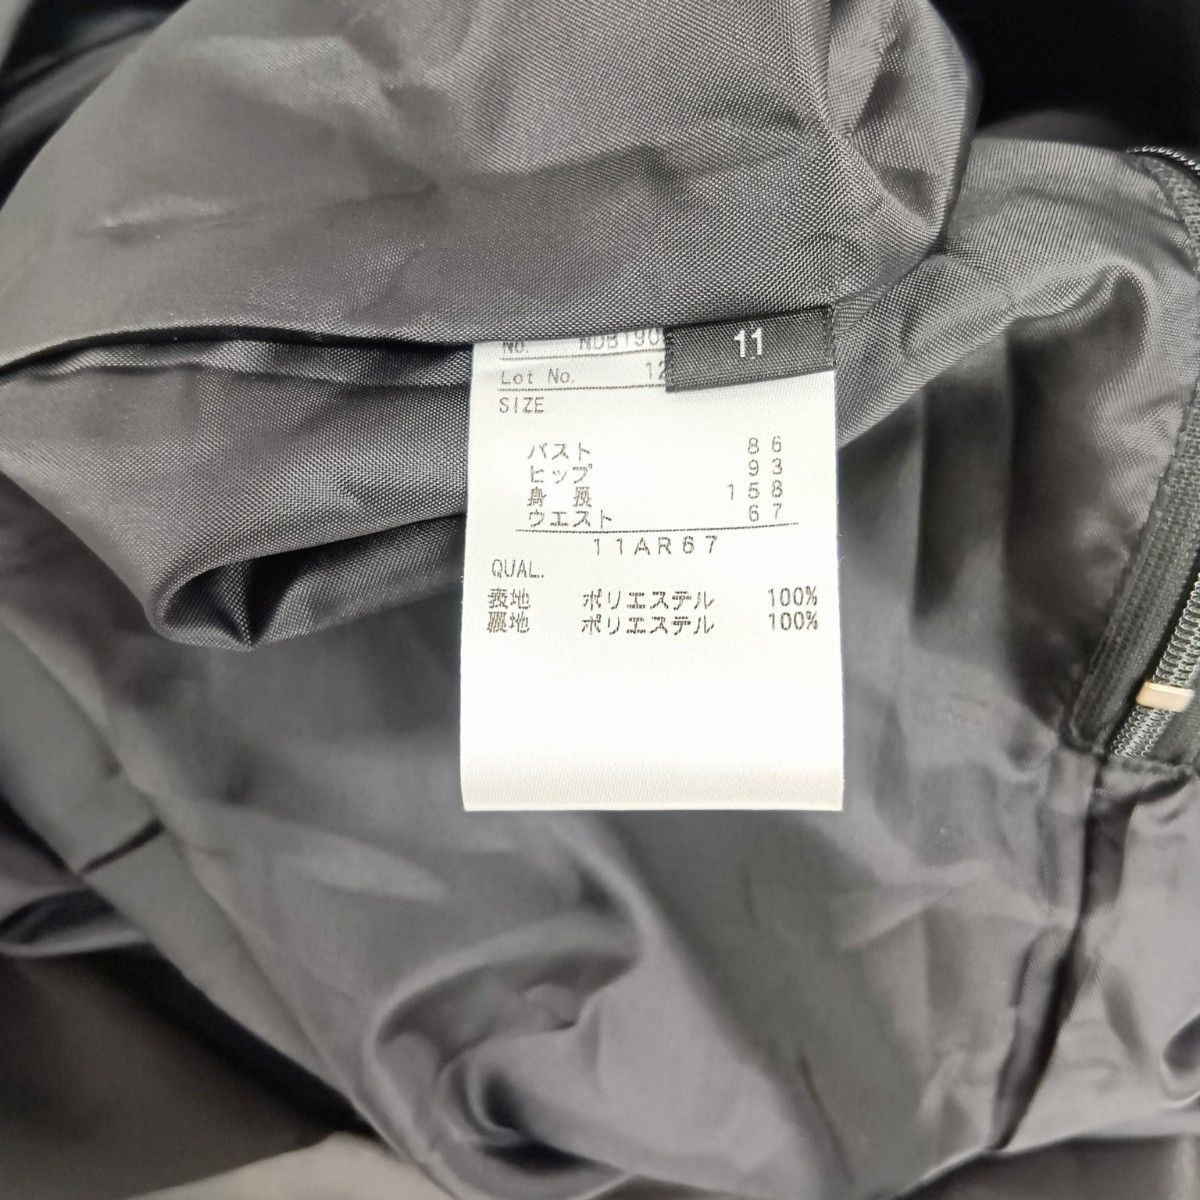 11
No. NDB190
Lot No. 12
SIZE
バスト 86
ヒップ 93
身長 158
ウエスト 67
11AR67
QUAL.
表地 ポリエステル 100%
裏地 ポリエステル 100%